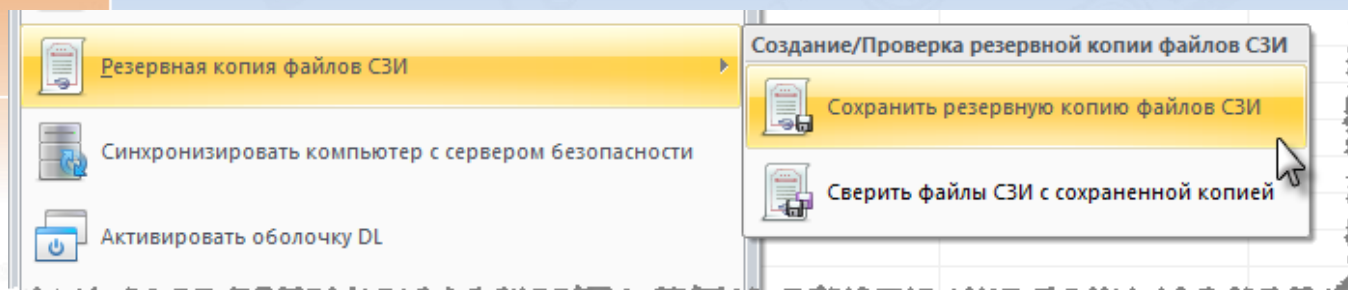 Резервная копия файлов СЗИ
Синхронизировать компьютер с сервером безопасности
Активировать оболочку DL
Создание/Проверка резервной копии файлов СЗИ
Сохранить резервную копию файлов СЗИ
Сверить файлы СЗИ с сохраненной копией